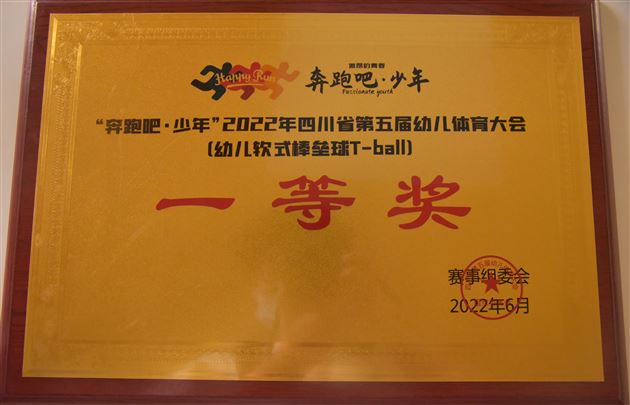 激昂的青春
Happy Run
奔跑吧·少年
Passionate youth
“奔跑吧·少年”2022年四川省第五届幼儿体育大会
(幼儿软式棒垒球T-ball)
一等奖
赛事组委会
2022年6月